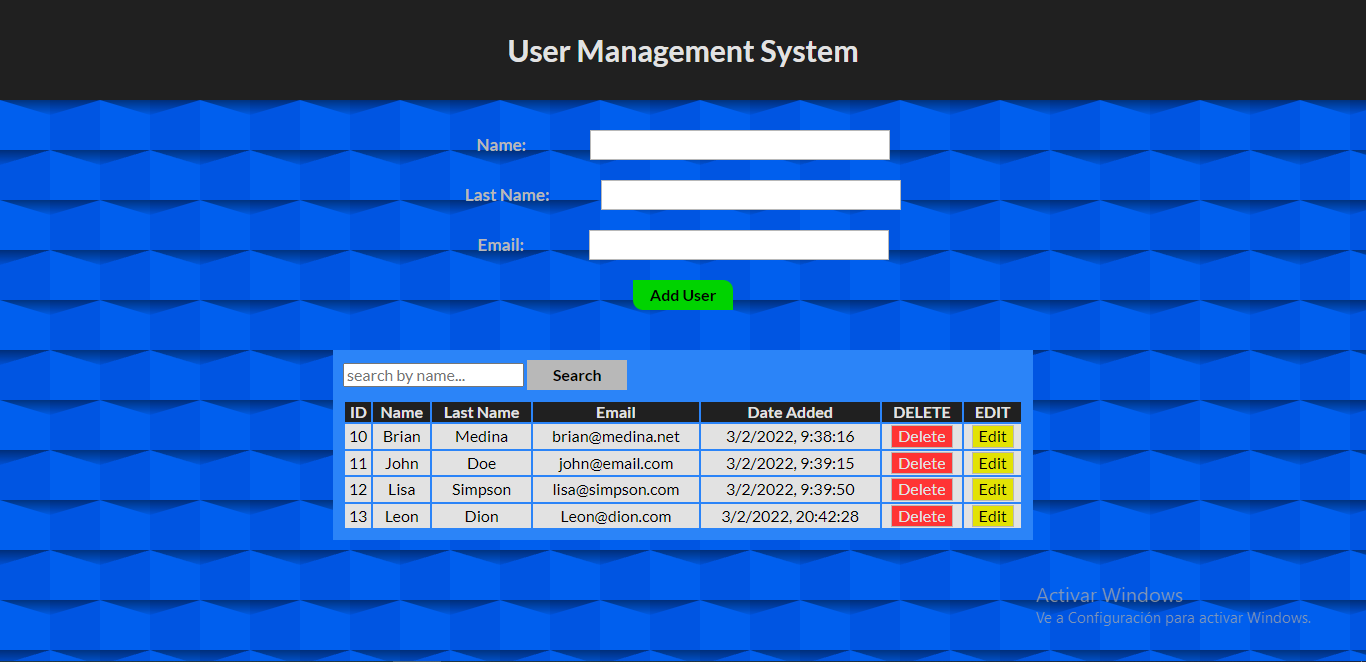 User Management System
Name:
Last Name:
Email:
Add User
search by name... Search
ID Name Last Name Email Date Added DELETE EDIT
10 Brian Medina brian@medina.net 3/2/2022, 9:38:16 Delete Edit
11 John Doe john@email.com 3/2/2022, 9:39:15 Delete Edit
12 Lisa Simpson lisa@simpson.com 3/2/2022, 9:39:50 Delete Edit
13 Leon Dion Leon@dion.com 3/2/2022, 20:42:28 Delete Edit
Activar Windows
Ve a Configuración para activar Windows.